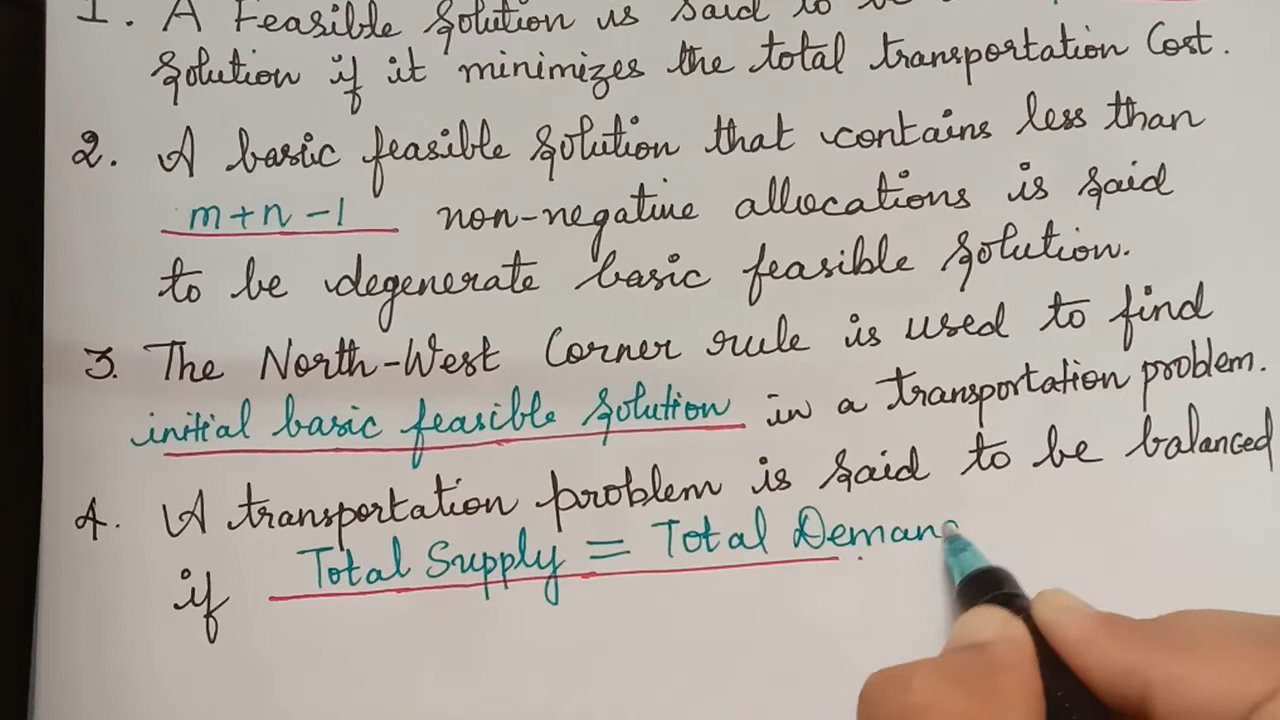 1. A Feasible Solution is said to be
Solution if it minimizes the total transportation Cost.
2. A basic feasible Solution that contains less than
m+n-1 non-negative allocations is said
to be degenerate basic feasible Solution.
3. The North-West Corner rule is used to find
initial basic feasible Solution in a transportation problem.
4. A transportation problem is said to be balanced
if Total Supply = Total Deman